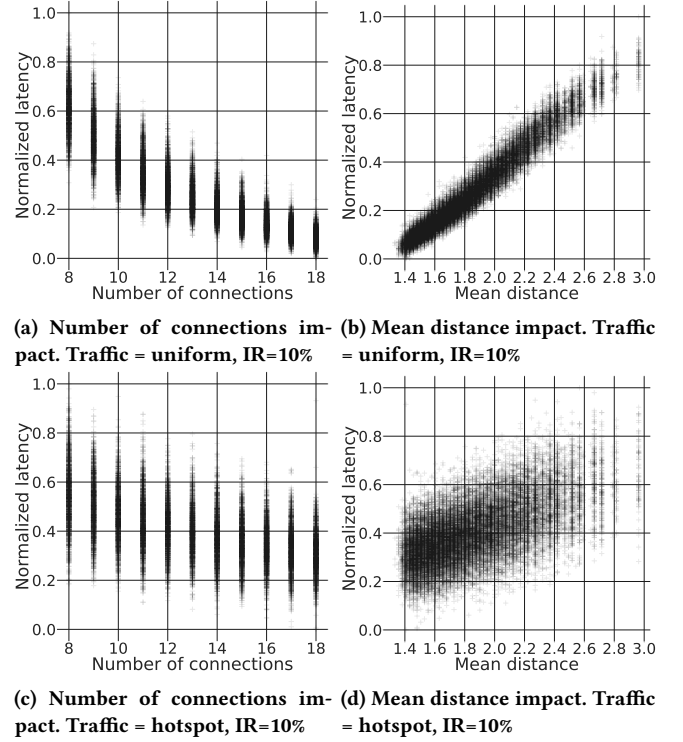 1.0
0.8
0.6
0.4
0.2
0.0
Normalized latency
8 10 12 14 16 18
Number of connections
1.0
0.8
0.6
0.4
0.2
0.0
Normalized latency
1.4 1.6 1.8 2.0 2.2 2.4 2.6 2.8 3.0
Mean distance
(a) Number of connections im-
pact. Traffic = uniform, IR=10%
(b) Mean distance impact. Traffic
= uniform, IR=10%
1.0
0.8
0.6
0.4
0.2
0.0
Normalized latency
8 10 12 14 16 18
Number of connections
1.0
0.8
0.6
0.4
0.2
0.0
Normalized latency
1.4 1.6 1.8 2.0 2.2 2.4 2.6 2.8 3.0
Mean distance
(c) Number of connections im-
pact. Traffic = hotspot, IR=10%
(d) Mean distance impact. Traffic
= hotspot, IR=10%